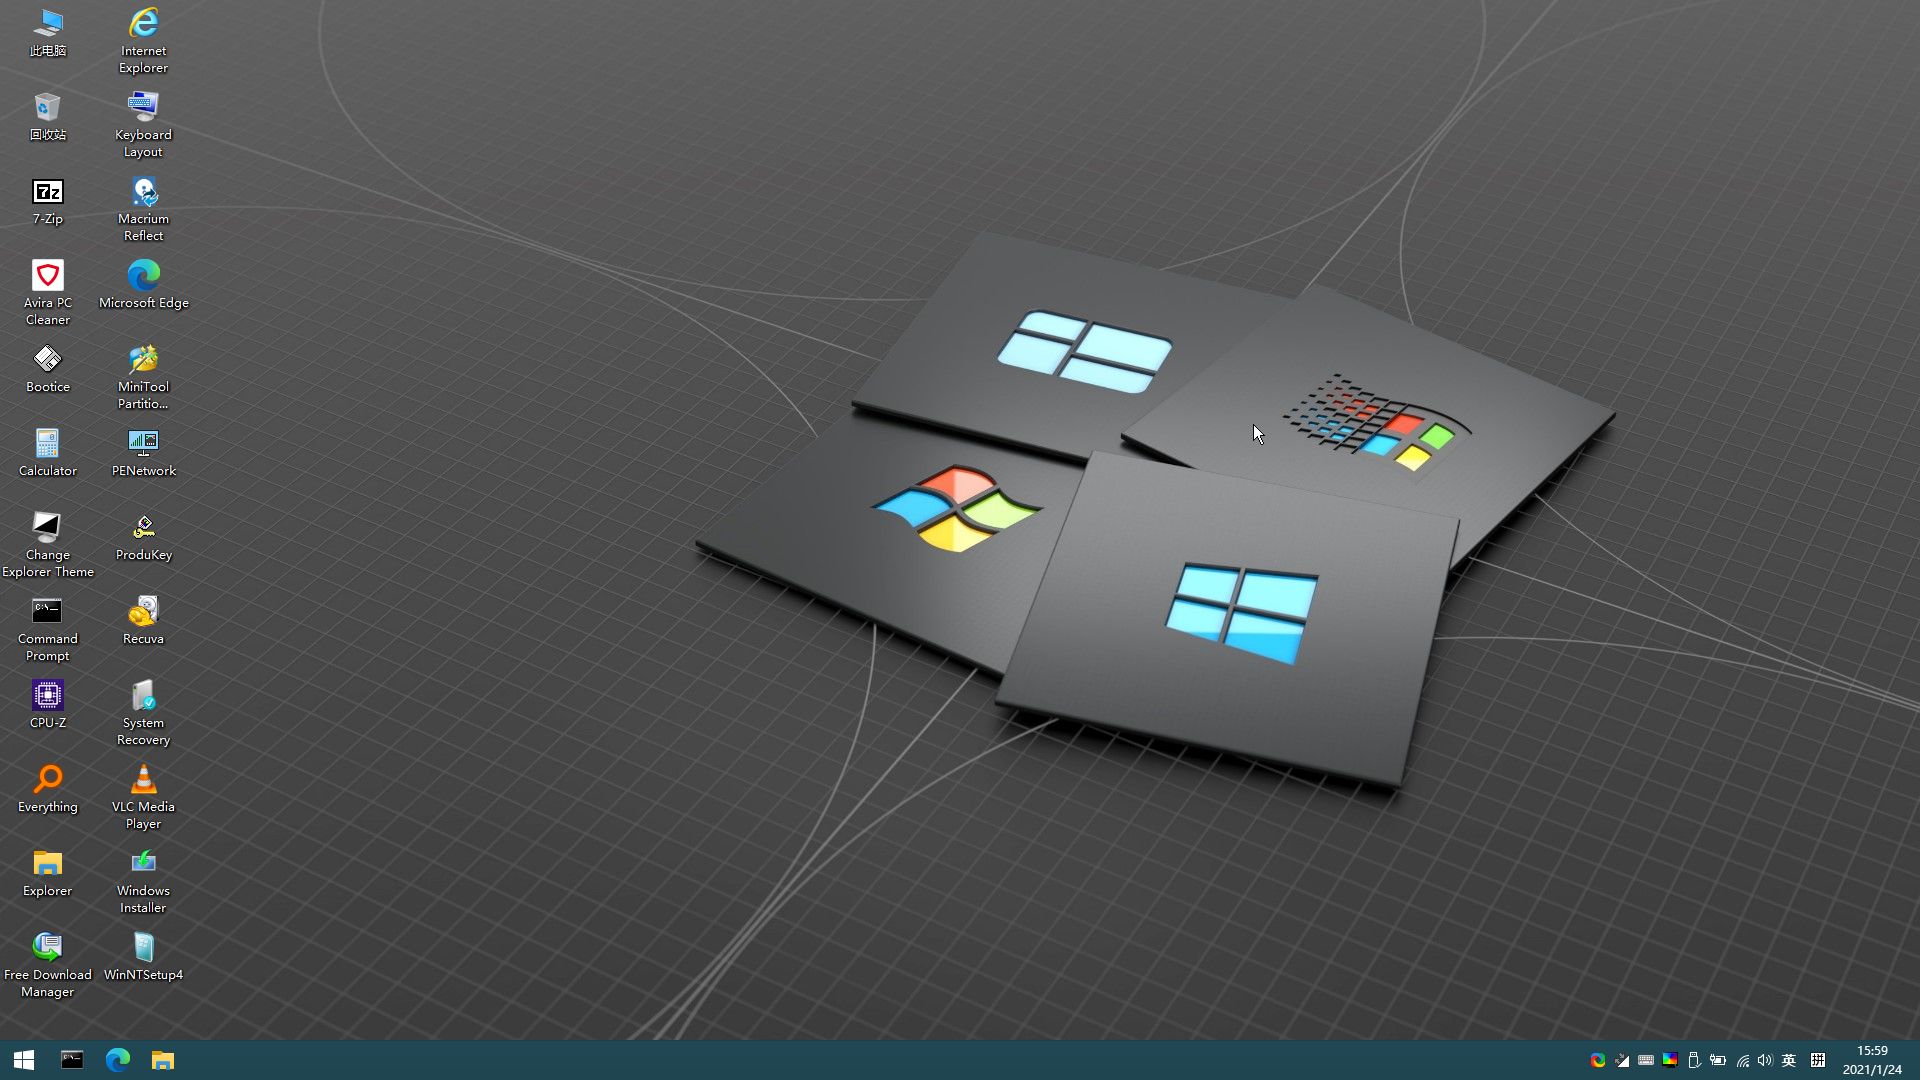 此电脑
回收站
7-Zip
Avira PC
Cleaner
Bootice
Calculator
Change
Explorer Theme
Command
Prompt
CPU-Z
Everything
Explorer
Free Download
Manager
Internet
Explorer
Keyboard
Layout
Macrium
Reflect
Microsoft Edge
MiniTool
Partitio...
PENetwork
ProduKey
Recuva
System
Recovery
VLC Media
Player
Windows
Installer
WinNTSetup4
英
拼
15:59
2021/1/24